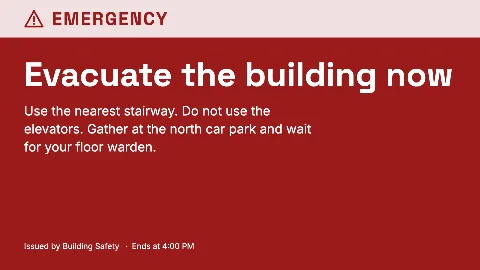 EMERGENCY
Evacuate the building now
Use the nearest stairway. Do not use the
elevators. Gather at the north car park and wait
for your floor warden.
Issued by Building Safety · Ends at 4:00 PM